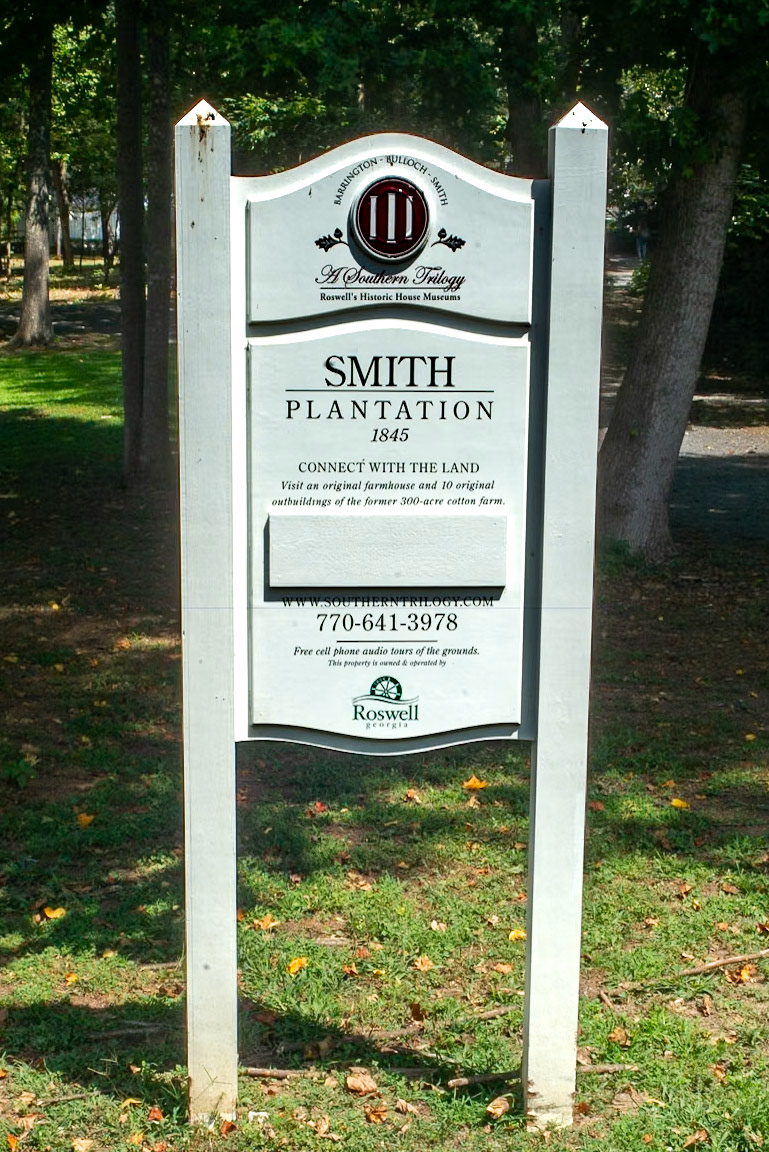 BARRINGTON - BULLOCH - SMITH
A Southern Trilogy
Roswell's Historic House Museums
SMITH
PLANTATION
1845
CONNECT WITH THE LAND
Visit an original farmhouse and 10 original
outbuildings of the former 300-acre cotton farm.
WWW.SOUTHERNTRILOGY.COM
770-641-3978
Free cell phone audio tours of the grounds.
This property is owned & operated by
Roswell
georgia